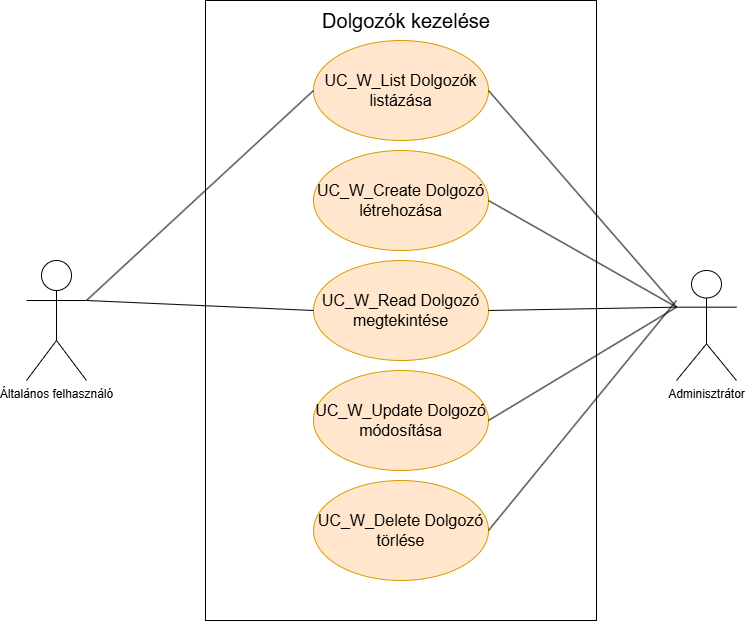 Dolgozók kezelése
UC_W_List Dolgozók
listázása
UC_W_Create Dolgozó
létrehozása
UC_W_Read Dolgozó
megtekintése
UC_W_Update Dolgozó
módosítása
UC_W_Delete Dolgozó
törlése
Általános felhasználó
Adminisztrátor